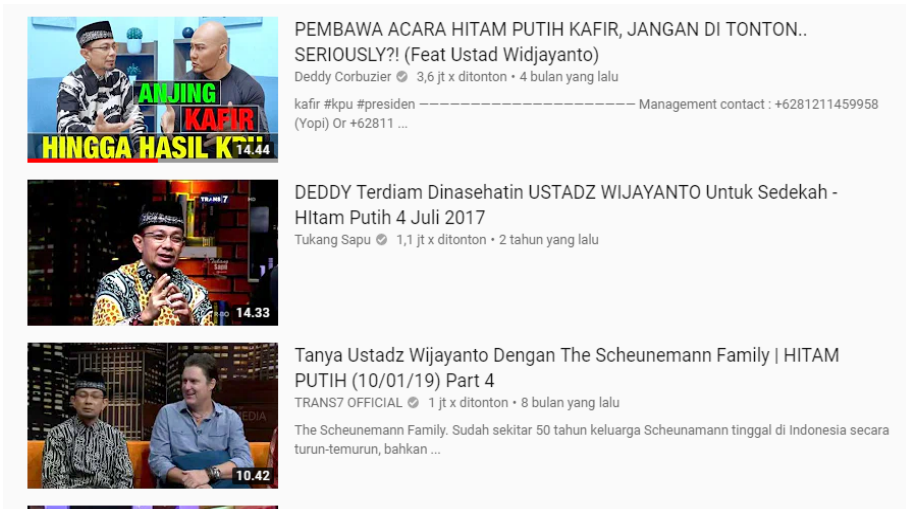 PEMBAWA ACARA HITAM PUTIH KAFIR, JANGAN DI TONTON..
SERIOUSLY?! (Feat Ustad Widjayanto)
Deddy Corbuzier
3,6 jt x ditonton • 4 bulan yang lalu
kafir #kpu #presiden ————————————————————— Management contact : +6281211459958
(Yopi) Or +62811 ...
ANJING
KAFIR
HINGGA HASIL
14.44
DEDDY Terdiam Dinasehatin USTADZ WIJAYANTO Untuk Sedekah -
HItam Putih 4 Juli 2017
Tukang Sapu
1,1 jt x ditonton • 2 tahun yang lalu
TRANS7
14.33
Tanya Ustadz Wijayanto Dengan The Scheunemann Family | HITAM
PUTIH (10/01/19) Part 4
TRANS7 OFFICIAL
1 jt x ditonton • 8 bulan yang lalu
The Scheunemann Family. Sudah sekitar 50 tahun keluarga Scheunamann tinggal di Indonesia secara
turun-temurun, bahkan ...
MEDIA
10.42